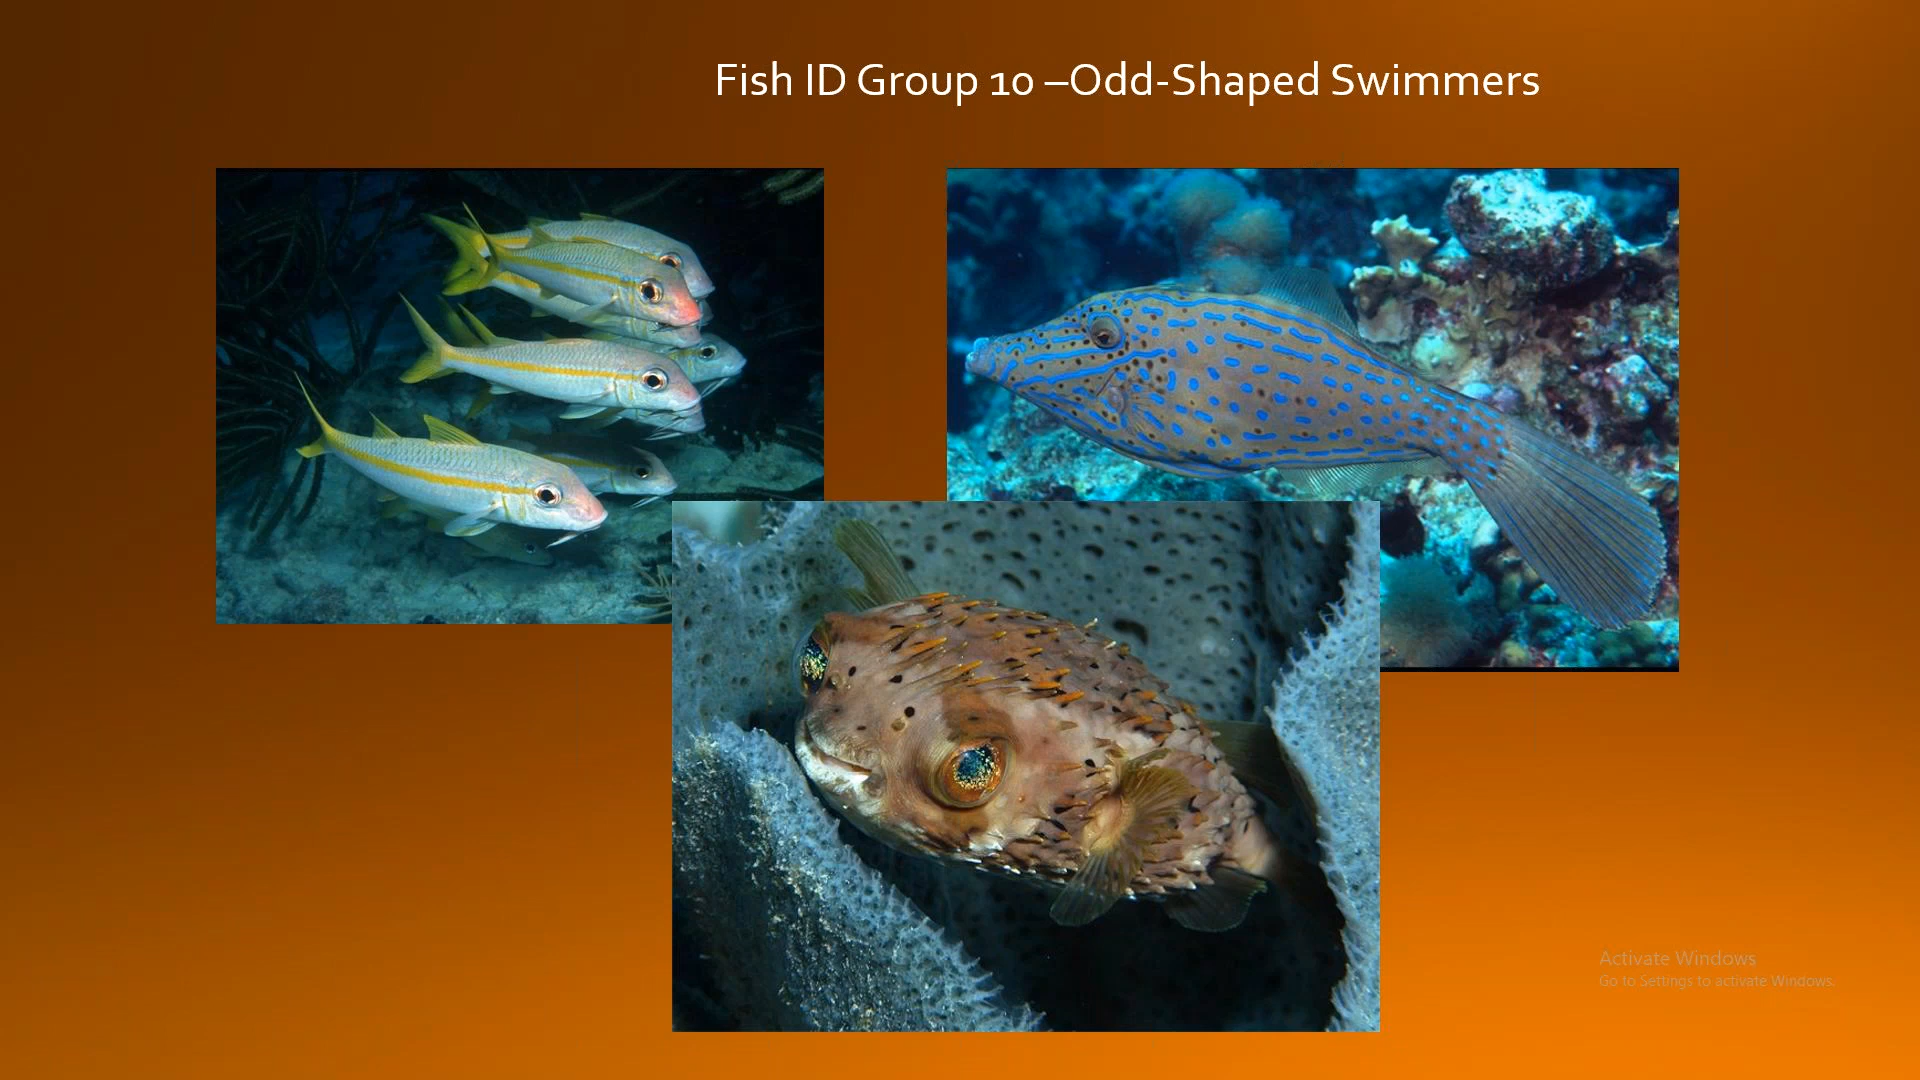 Fish ID Group 10 –Odd-Shaped Swimmers
Activate Windows
Go to Settings to activate Windows.